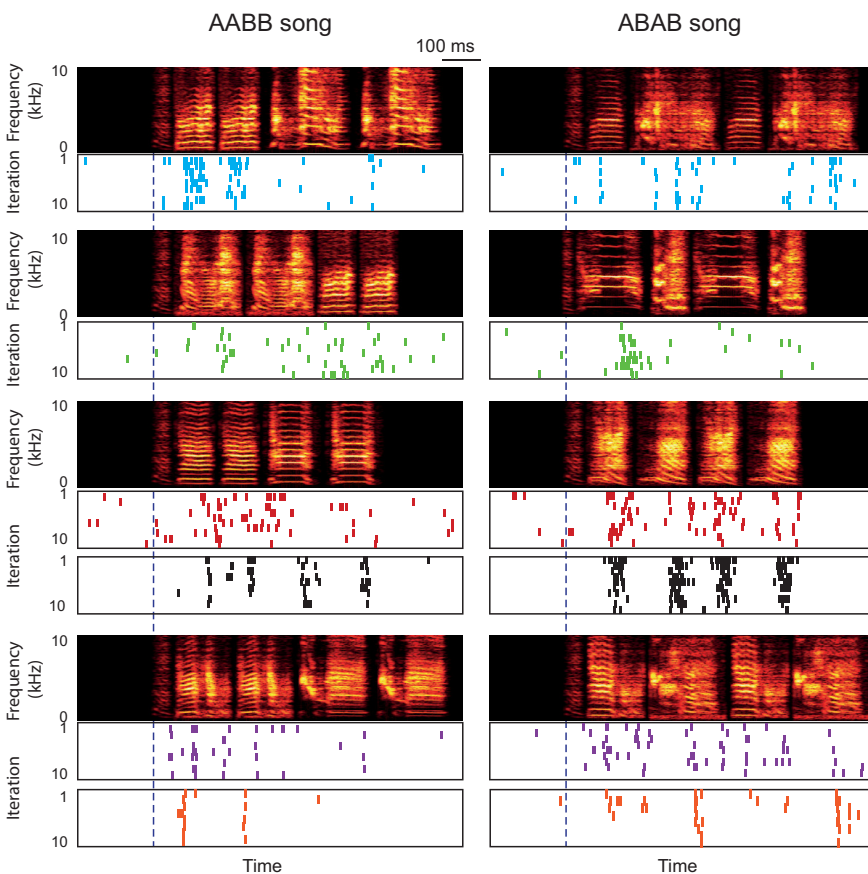 AABB song
ABAB song
100 ms
Frequency
(kHz)
10
0
Iteration
1
10
Frequency
(kHz)
10
0
Iteration
1
10
Frequency
(kHz)
10
0
Iteration
1
10
1
10
Frequency
(kHz)
10
0
Iteration
1
10
1
10
Time
Time